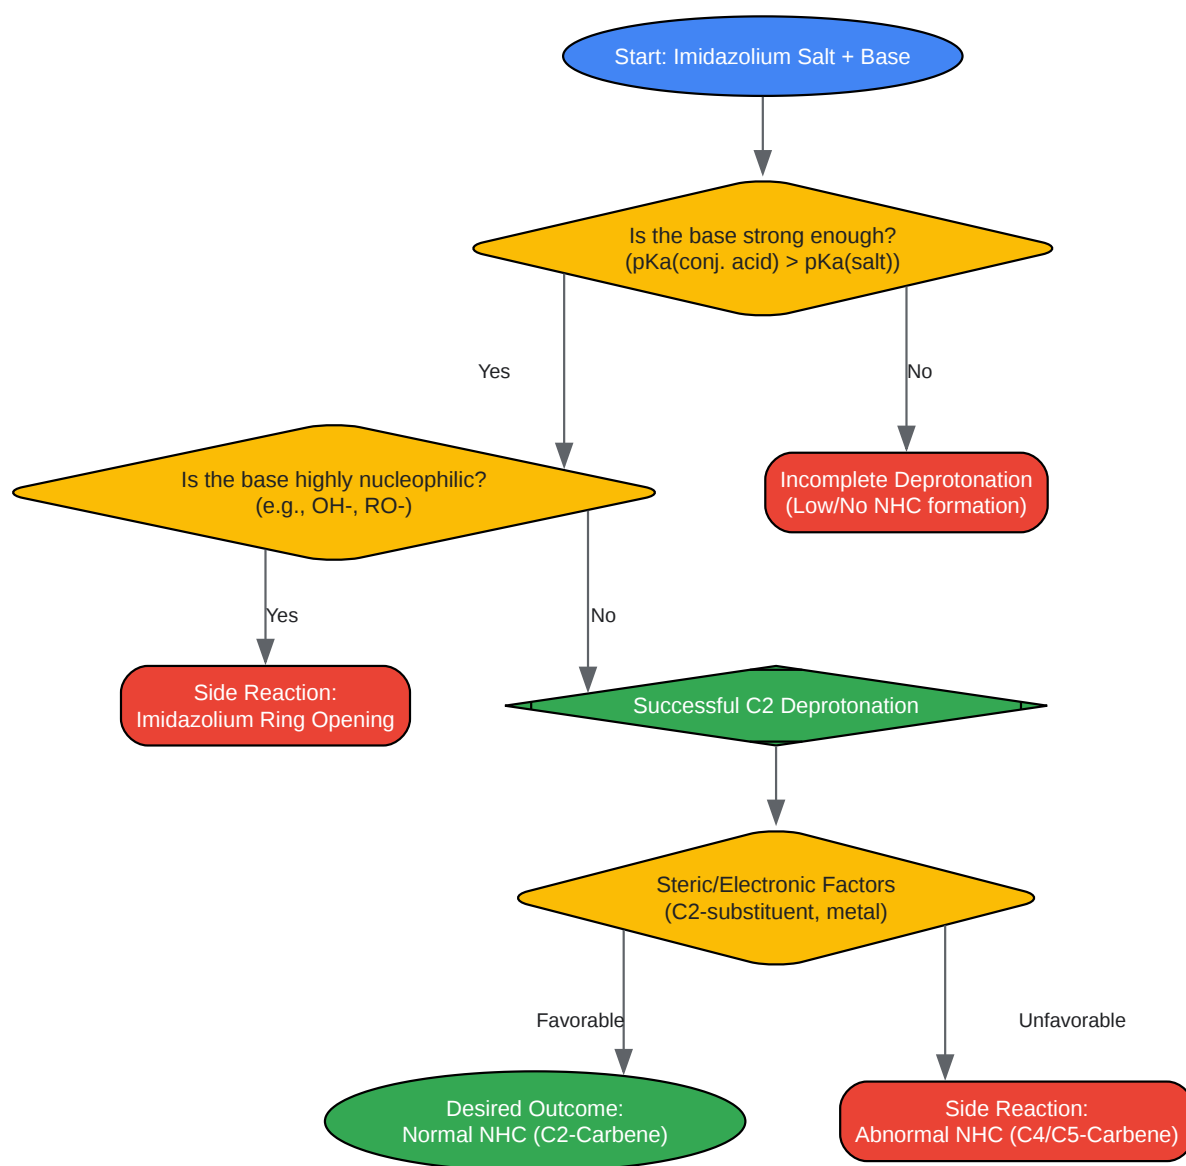 Start: Imidazolium Salt + Base
Is the base strong enough?
(pKa(conj. acid) > pKa(salt))
Yes
No
Is the base highly nucleophilic?
(e.g., OH-, RO-)
Incomplete Deprotonation
(Low/No NHC formation)
Yes
No
Side Reaction:
Imidazolium Ring Opening
Successful C2 Deprotonation
Steric/Electronic Factors
(C2-substituent, metal)
Favorable
Unfavorable
Desired Outcome:
Normal NHC (C2-Carbene)
Side Reaction:
Abnormal NHC (C4/C5-Carbene)